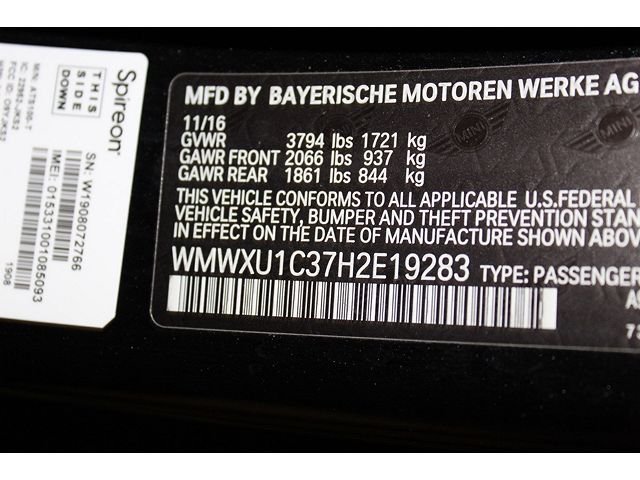 Spireon
THIS
SIDE
DOWN
SN: W1908072766
IMEI: 015331001085093
1908
MFD BY BAYERISCHE MOTOREN WERKE AG
11/16
GVWR 3794 lbs 1721 kg
GAWR FRONT 2066 lbs 937 kg
GAWR REAR 1861 lbs 844 kg
THIS VEHICLE CONFORMS TO ALL APPLICABLE U.S.FEDERAL
VEHICLE SAFETY, BUMPER AND THEFT PREVENTION STAN
IN EFFECT ON THE DATE OF MANUFACTURE SHOWN ABOV
WMWXU1C37H2E19283 TYPE: PASSENGER